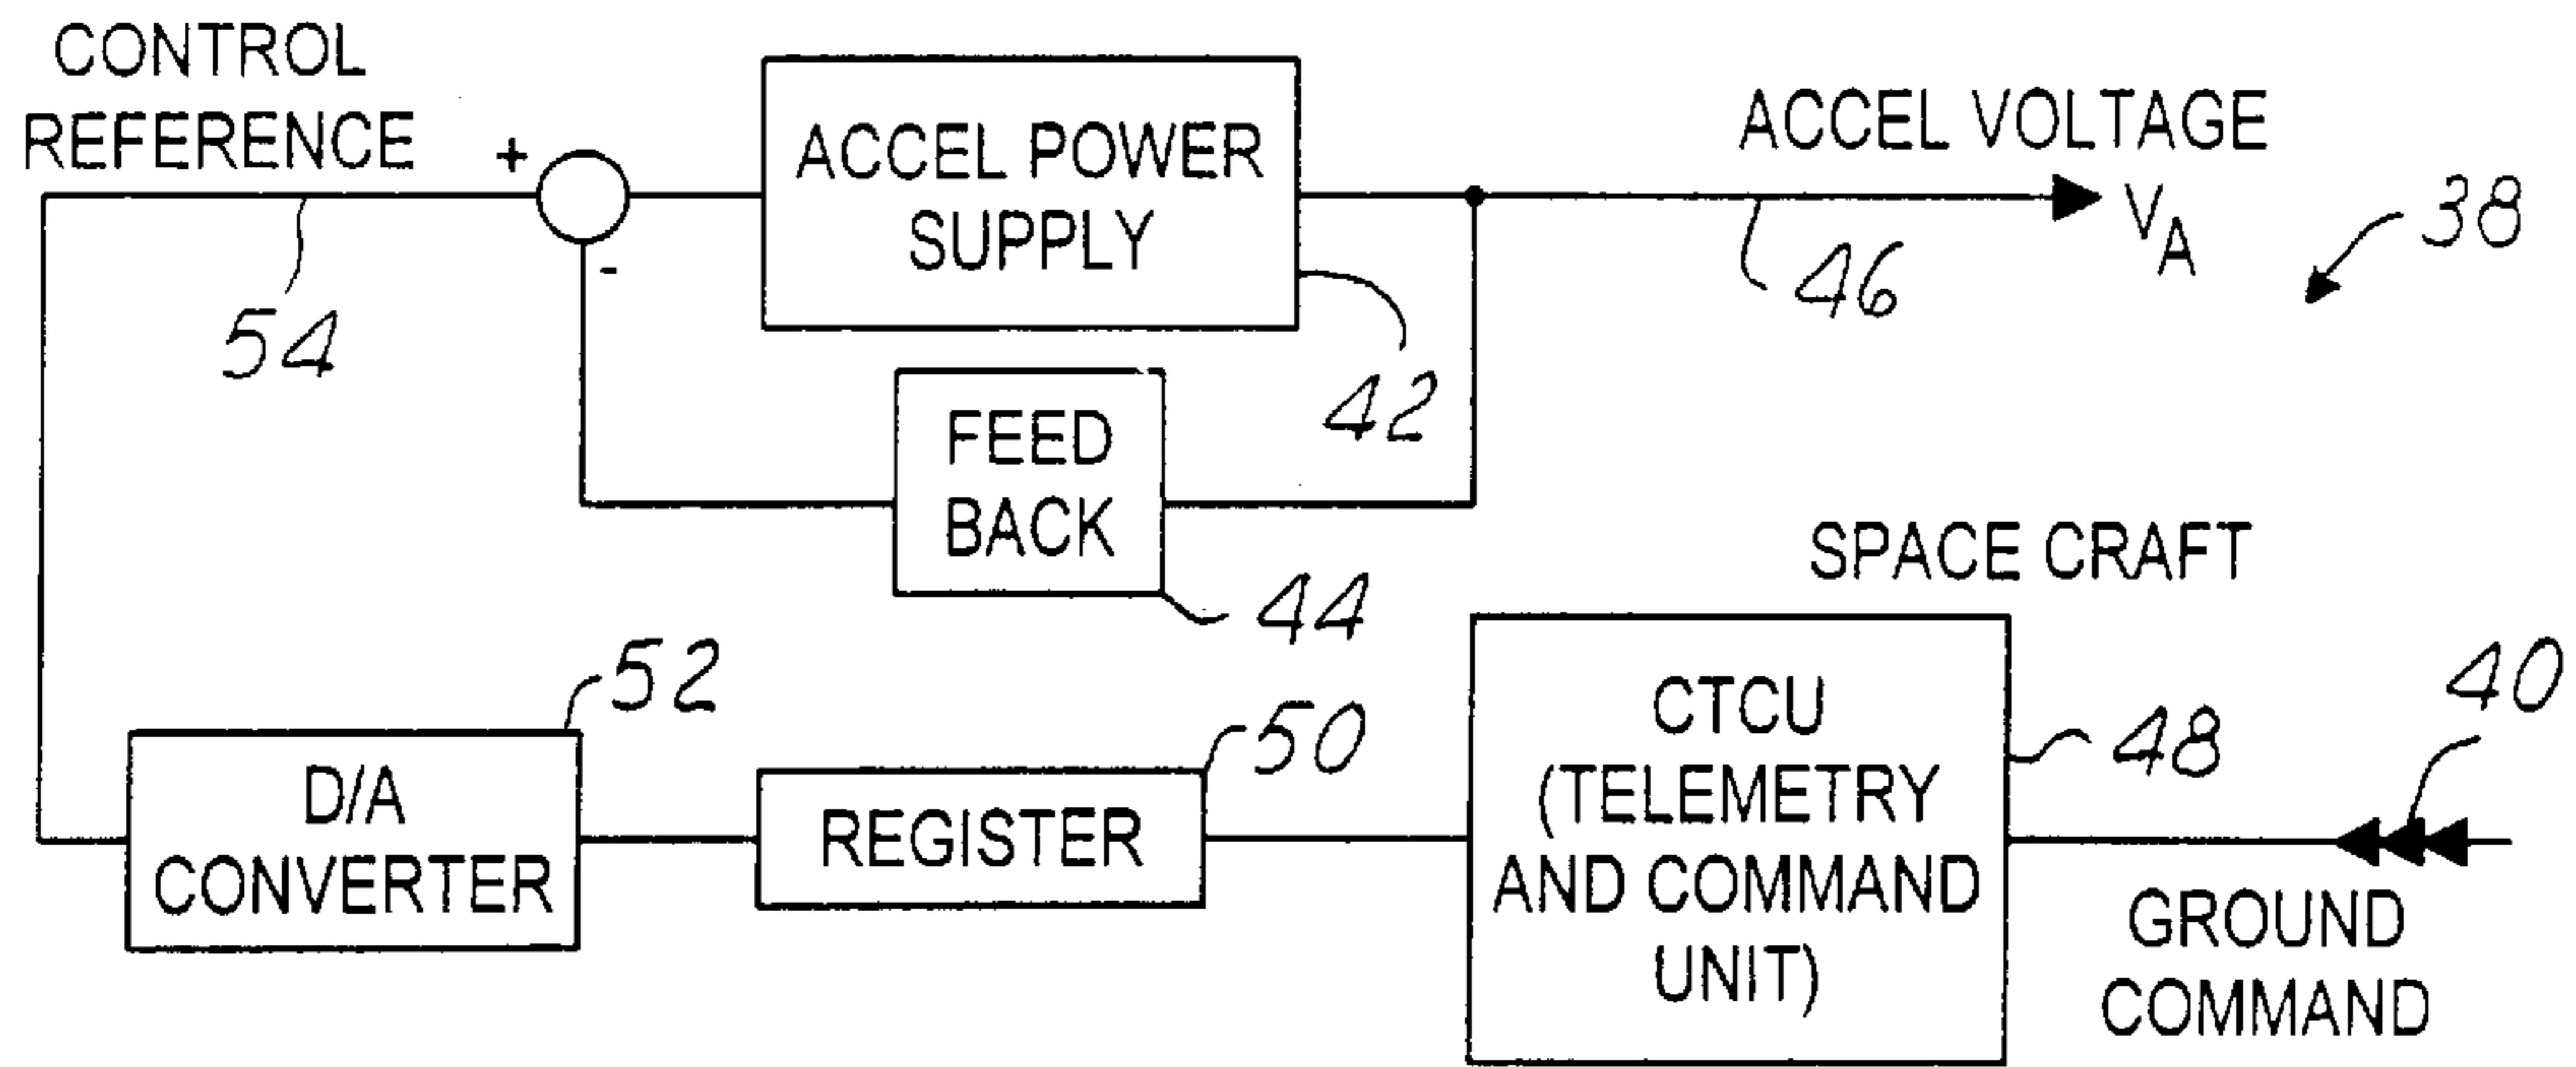 CONTROL
REFERENCE
+
-
54
ACCEL POWER
SUPPLY
42
ACCEL VOLTAGE
V_A
46
38
FEED
BACK
44
SPACE CRAFT
D/A
CONVERTER
52
REGISTER
50
CTCU
(TELEMETRY
AND COMMAND
UNIT)
48
40
GROUND
COMMAND